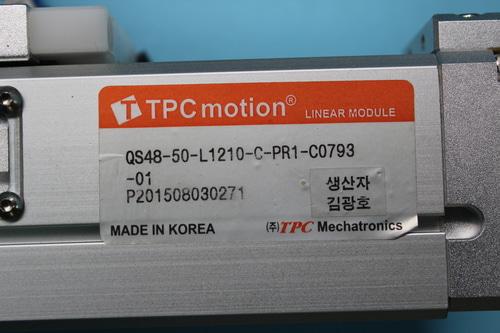 TPCmotion® LINEAR MODULE
QS48-50-L1210-C-PR1-C0793
-01
P201508030271
생산자
김광호
MADE IN KOREA (주)TPC Mechatronics